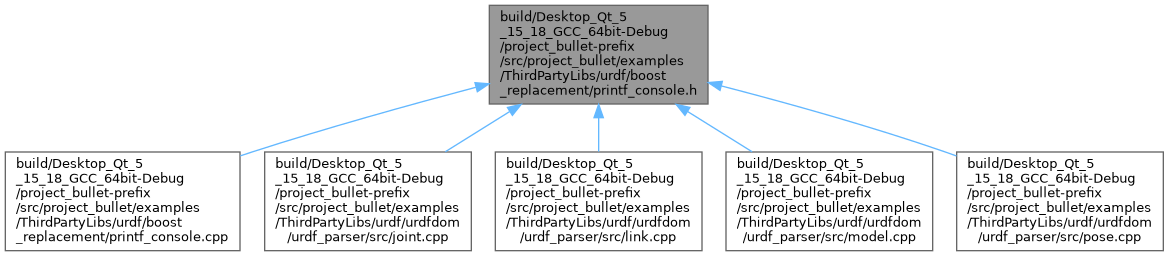 build/Desktop_Qt_5
_15_18_GCC_64bit-Debug
/project_bullet-prefix
/src/project_bullet/examples
/ThirdPartyLibs/urdf/boost
_replacement/printf_console.h
build/Desktop_Qt_5
_15_18_GCC_64bit-Debug
/project_bullet-prefix
/src/project_bullet/examples
/ThirdPartyLibs/urdf/boost
_replacement/printf_console.cpp
build/Desktop_Qt_5
_15_18_GCC_64bit-Debug
/project_bullet-prefix
/src/project_bullet/examples
/ThirdPartyLibs/urdf/urdfdom
/urdf_parser/src/joint.cpp
build/Desktop_Qt_5
_15_18_GCC_64bit-Debug
/project_bullet-prefix
/src/project_bullet/examples
/ThirdPartyLibs/urdf/urdfdom
/urdf_parser/src/link.cpp
build/Desktop_Qt_5
_15_18_GCC_64bit-Debug
/project_bullet-prefix
/src/project_bullet/examples
/ThirdPartyLibs/urdf/urdfdom
/urdf_parser/src/model.cpp
build/Desktop_Qt_5
_15_18_GCC_64bit-Debug
/project_bullet-prefix
/src/project_bullet/examples
/ThirdPartyLibs/urdf/urdfdom
/urdf_parser/src/pose.cpp